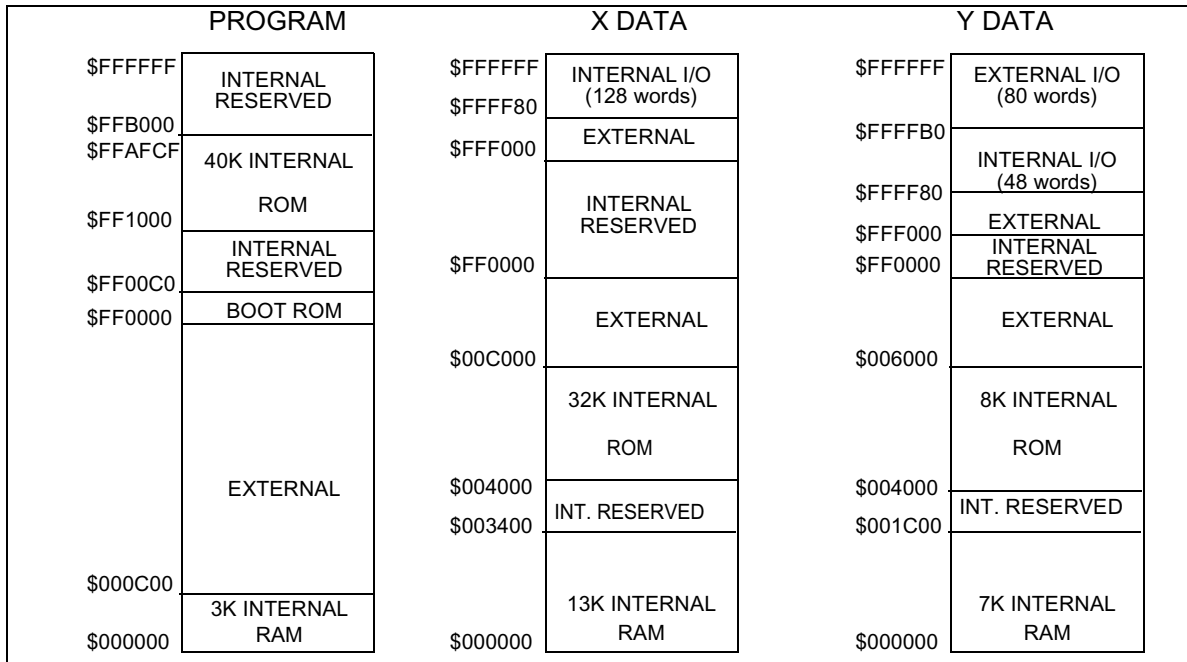 PROGRAM
$FFFFFF
INTERNAL
RESERVED
$FFB000
$FFAFCF
40K INTERNAL
ROM
$FF1000
INTERNAL
RESERVED
$FF00C0
BOOT ROM
$FF0000
EXTERNAL
$000C00
3K INTERNAL
RAM
$000000
X DATA
$FFFFFF
INTERNAL I/O
(128 words)
$FFFF80
EXTERNAL
$FFF000
INTERNAL
RESERVED
$FF0000
EXTERNAL
$00C000
32K INTERNAL
ROM
$004000
INT. RESERVED
$003400
13K INTERNAL
RAM
$000000
Y DATA
$FFFFFF
EXTERNAL I/O
(80 words)
$FFFFB0
INTERNAL I/O
(48 words)
$FFFF80
EXTERNAL
$FFF000
INTERNAL
RESERVED
$FF0000
EXTERNAL
$006000
8K INTERNAL
ROM
$004000
INT. RESERVED
$001C00
7K INTERNAL
RAM
$000000